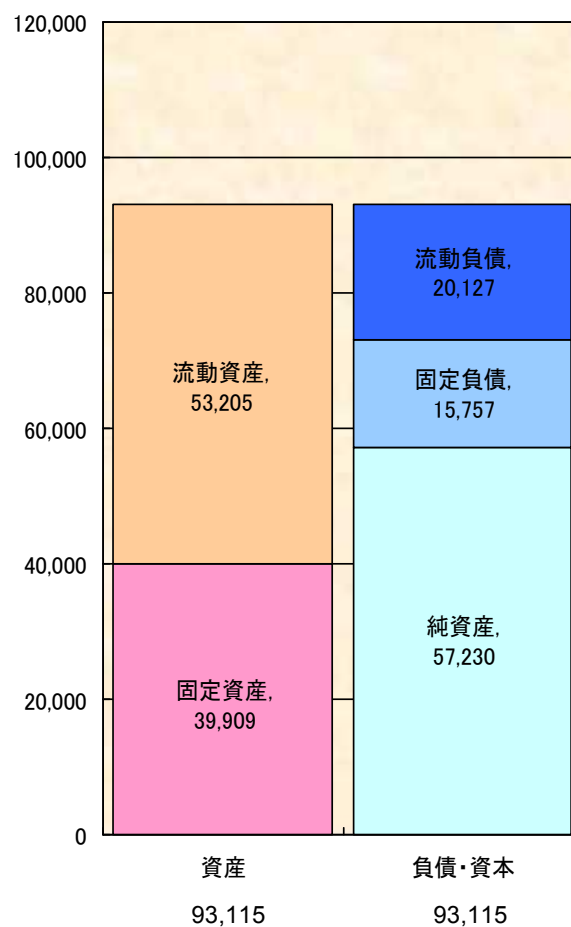 120,000
100,000
80,000
60,000
40,000
20,000
0
流動資産,
53,205
固定資産,
39,909
流動負債,
20,127
固定負債,
15,757
純資産,
57,230
資産
負債・資本
93,115
93,115